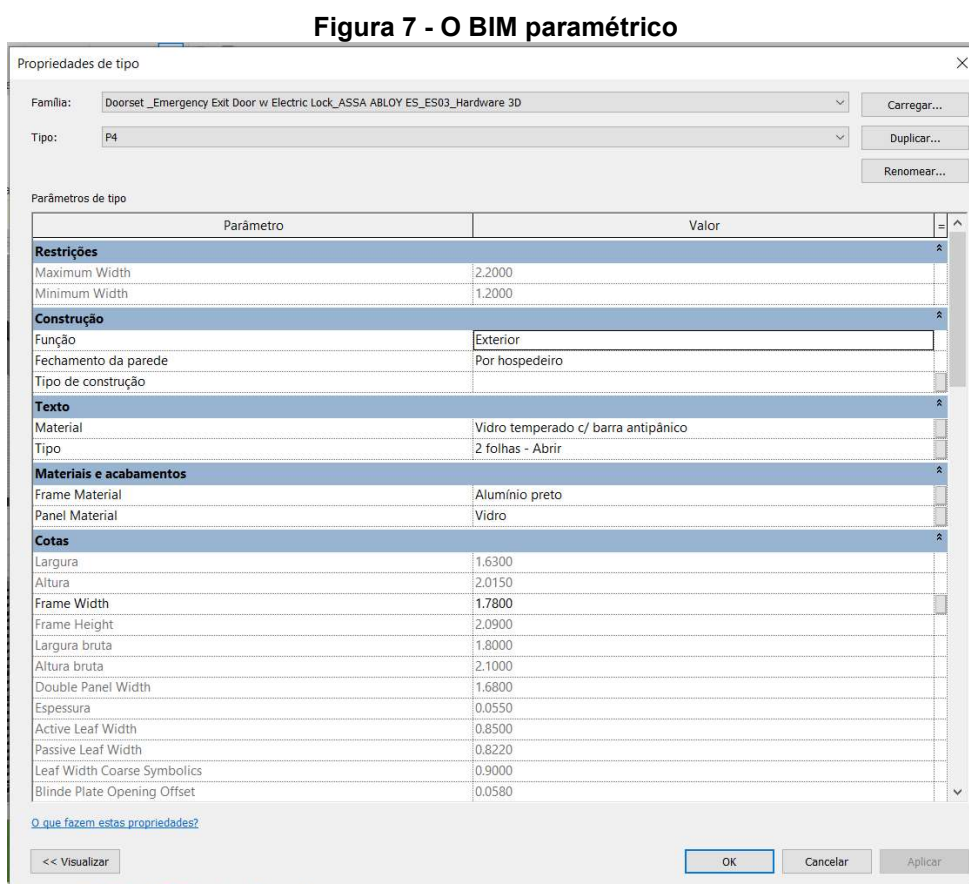 Figura 7 - O BIM paramétrico
Propriedades de tipo
Família: Doorset _Emergency Exit Door w Electric Lock_ASSA ABLOY ES_ES03_Hardware 3D Carregar...
Tipo: P4 Duplicar...
Renomear...
Parâmetros de tipo
Parâmetro Valor =
Restrições
Maximum Width 2.2000
Minimum Width 1.2000
Construção
Função Exterior
Fechamento da parede Por hospedeiro
Tipo de construção
Texto
Material Vidro temperado c/ barra antipânico
Tipo 2 folhas - Abrir
Materiais e acabamentos
Frame Material Alumínio preto
Panel Material Vidro
Cotas
Largura 1.6300
Altura 2.0150
Frame Width 1.7800
Frame Height 2.0900
Largura bruta 1.8000
Altura bruta 2.1000
Double Panel Width 1.6800
Espessura 0.0550
Active Leaf Width 0.8500
Passive Leaf Width 0.8220
Leaf Width Coarse Symbolics 0.9000
Blinde Plate Opening Offset 0.0580
O que fazem estas propriedades?
<< Visualizar OK Cancelar Aplicar